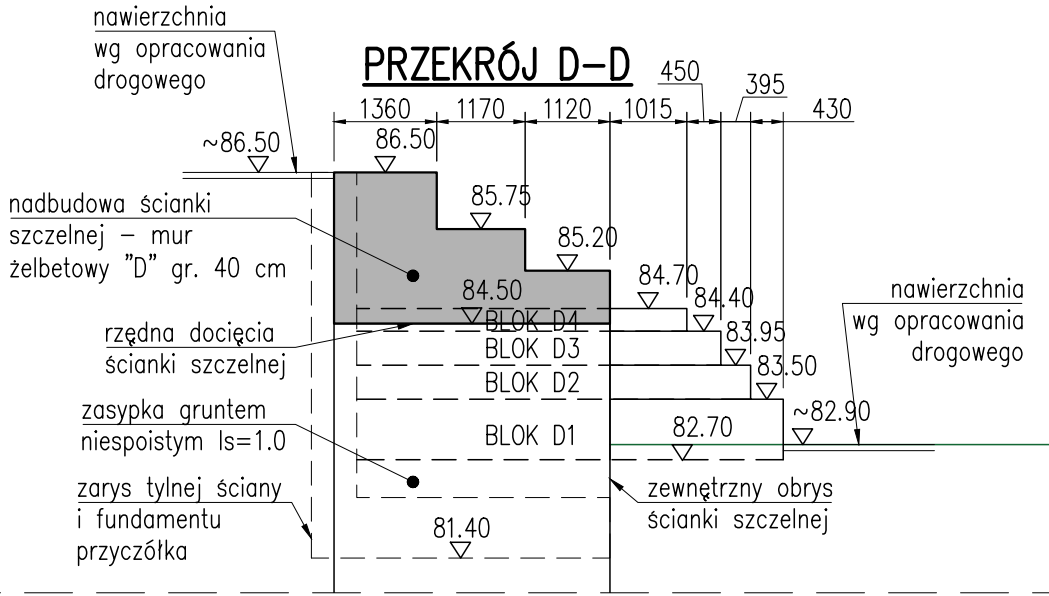 nawierzchnia
wg opracowania
drogowego
PRZEKRÓJ D-D
450
395
1360
1170
1120
1015
430
~86.50
86.50
85.75
nadbudowa ścianki
szczelnej - mur
żelbetowy "D" gr. 40 cm
85.20
84.50
84.70
84.40
nawierzchnia
wg opracowania
drogowego
BLOK D4
rzędna docięcia
ścianki szczelnej
83.95
BLOK D3
BLOK D2
83.50
zasypka gruntem
niespoistym Is=1.0
BLOK D1
82.70
~82.90
zarys tylnej ściany
i fundamentu
przyczółka
zewnętrzny obrys
ścianki szczelnej
81.40